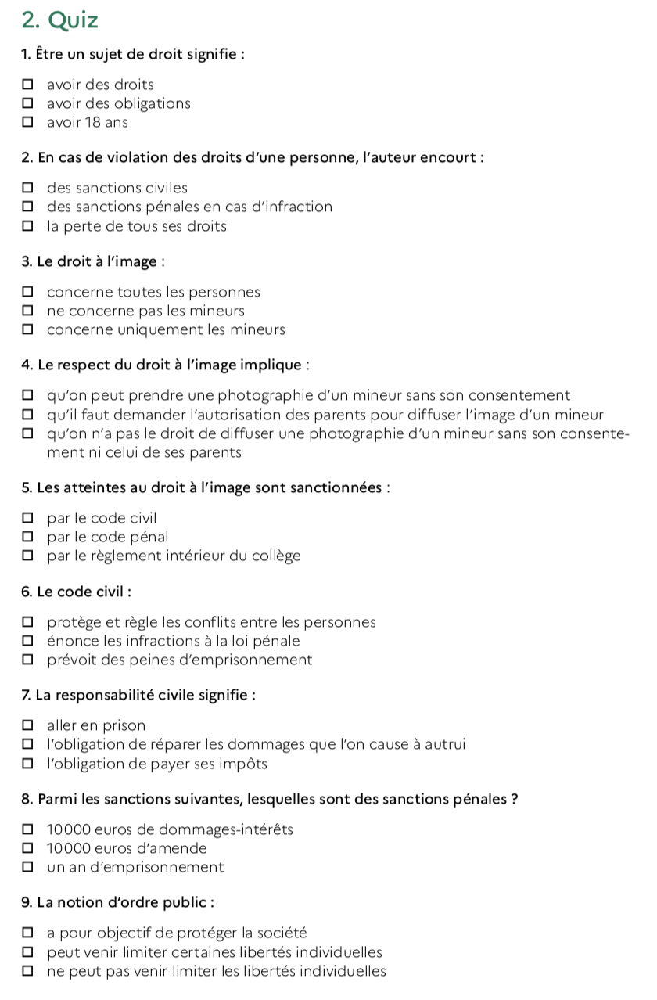 2. Quiz
1. Être un sujet de droit signifie :
☐ avoir des droits
☐ avoir des obligations
☐ avoir 18 ans
2. En cas de violation des droits d’une personne, l’auteur encourt :
☐ des sanctions civiles
☐ des sanctions pénales en cas d’infraction
☐ la perte de tous ses droits
3. Le droit à l’image :
☐ concerne toutes les personnes
☐ ne concerne pas les mineurs
☐ concerne uniquement les mineurs
4. Le respect du droit à l’image implique :
☐ qu’on peut prendre une photographie d’un mineur sans son consentement
☐ qu’il faut demander l’autorisation des parents pour diffuser l’image d’un mineur
☐ qu’on n’a pas le droit de diffuser une photographie d’un mineur sans son consente-
ment ni celui de ses parents
5. Les atteintes au droit à l’image sont sanctionnées :
☐ par le code civil
☐ par le code pénal
☐ par le règlement intérieur du collège
6. Le code civil :
☐ protège et règle les conflits entre les personnes
☐ énonce les infractions à la loi pénale
☐ prévoit des peines d’emprisonnement
7. La responsabilité civile signifie :
☐ aller en prison
☐ l’obligation de réparer les dommages que l’on cause à autrui
☐ l’obligation de payer ses impôts
8. Parmi les sanctions suivantes, lesquelles sont des sanctions pénales ?
☐ 10000 euros de dommages-intérêts
☐ 10000 euros d’amende
☐ un an d’emprisonnement
9. La notion d’ordre public :
☐ a pour objectif de protéger la société
☐ peut venir limiter certaines libertés individuelles
☐ ne peut pas venir limiter les libertés individuelles